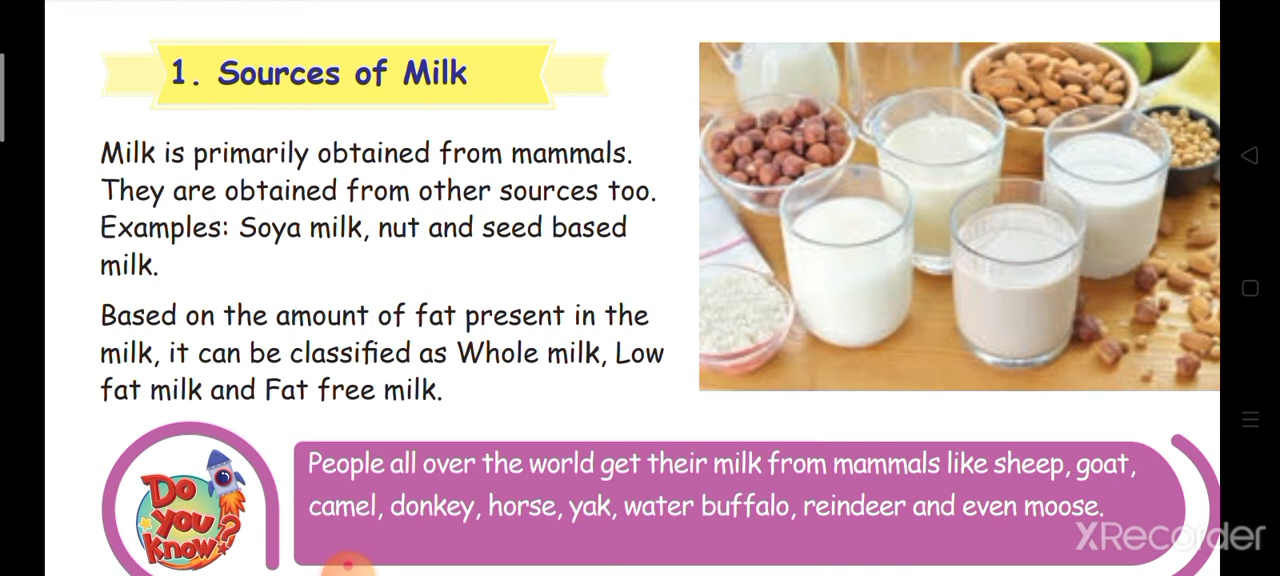 1. Sources of Milk
Milk is primarily obtained from mammals.
They are obtained from other sources too.
Examples: Soya milk, nut and seed based
milk.
Based on the amount of fat present in the
milk, it can be classified as Whole milk, Low
fat milk and Fat free milk.
Do
you
know?
People all over the world get their milk from mammals like sheep, goat,
camel, donkey, horse, yak, water buffalo, reindeer and even moose.
XRecorder